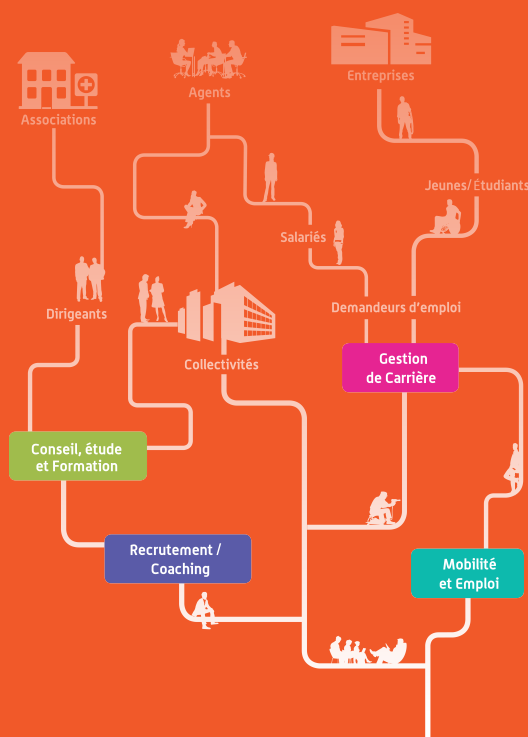 Entreprises
Agents
Associations
Jeunes/Étudiants
Salariés
Demandeurs d'emploi
Dirigeants
Collectivités
Gestion
de Carrière
Conseil, étude
et Formation
Recrutement /
Coaching
Mobilité
et Emploi